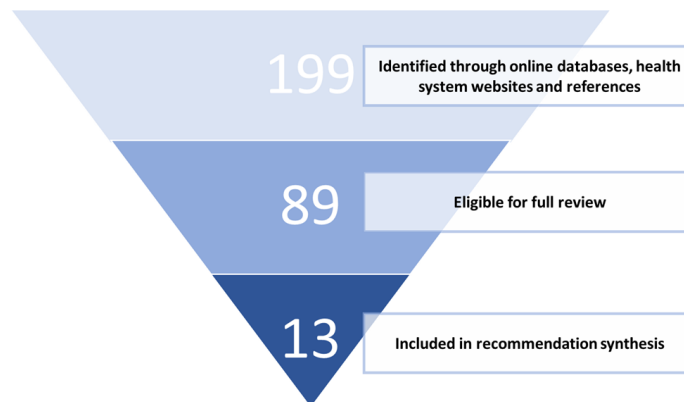 199
Identified through online databases, health
system websites and references
89
Eligible for full review
13
Included in recommendation synthesis